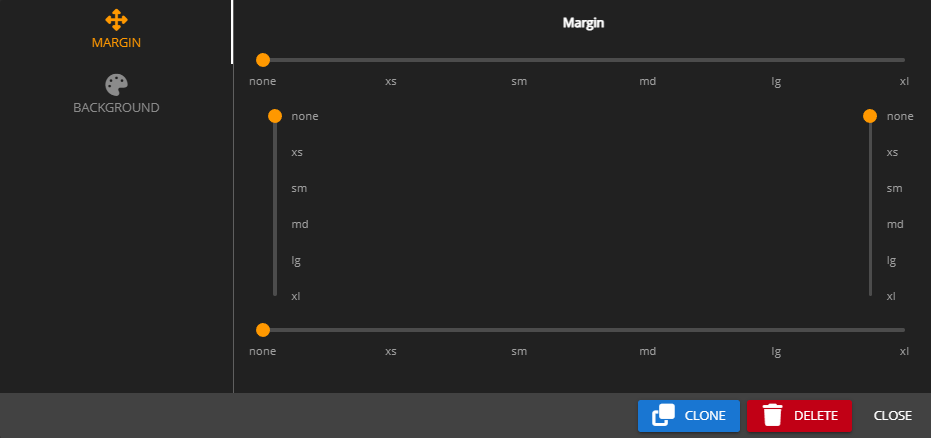 MARGIN
BACKGROUND
Margin
none xs sm md lg xl
none none
xs xs
sm sm
md md
lg lg
xl xl
none xs sm md lg xl
CLONE DELETE CLOSE